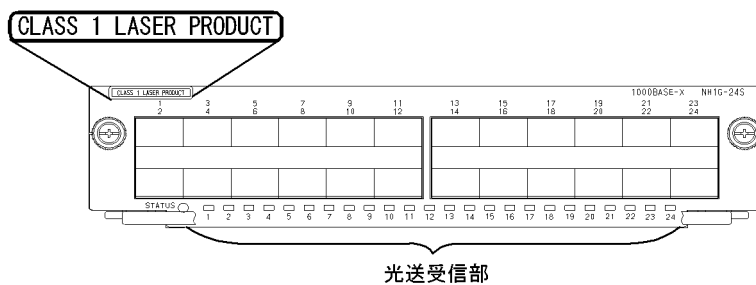 CLASS 1 LASER PRODUCT
CLASS 1 LASER PRODUCT
1000BASE-X NH1G-24S
1 3 5 7 9 11 13 15 17 19 21 23
2 4 6 8 10 12 14 16 18 20 22 24
STATUS
1 2 3 4 5 6 7 8 9 10 11 12 13 14 15 16 17 18 19 20 21 22 23 24
光送受信部